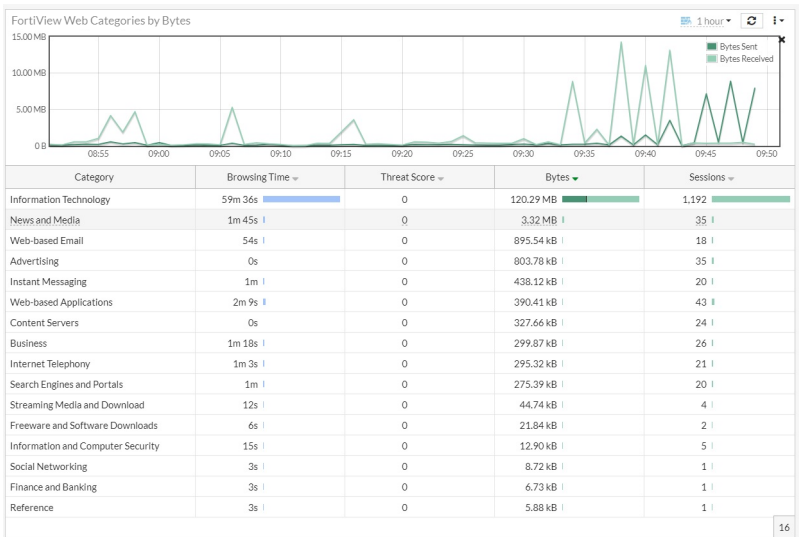 FortiView Web Categories by Bytes 1 hour
15.00 MB
Bytes Sent
Bytes Received
10.00 MB
5.00 MB
0 B
08:55 09:00 09:05 09:10 09:15 09:20 09:25 09:30 09:35 09:40 09:45 09:50
Category Browsing Time Threat Score Bytes Sessions
Information Technology 59m 36s 0 120.29 MB 1,192
News and Media 1m 45s 0 3.32 MB 35
Web-based Email 54s 0 895.54 kB 18
Advertising 0s 0 803.78 kB 35
Instant Messaging 1m 0 438.12 kB 20
Web-based Applications 2m 9s 0 390.41 kB 43
Content Servers 0s 0 327.66 kB 24
Business 1m 18s 0 299.87 kB 26
Internet Telephony 1m 3s 0 295.32 kB 21
Search Engines and Portals 1m 0 275.39 kB 20
Streaming Media and Download 12s 0 44.74 kB 4
Freeware and Software Downloads 6s 0 21.84 kB 2
Information and Computer Security 15s 0 12.90 kB 5
Social Networking 3s 0 8.72 kB 1
Finance and Banking 3s 0 6.73 kB 1
Reference 3s 0 5.88 kB 1
16